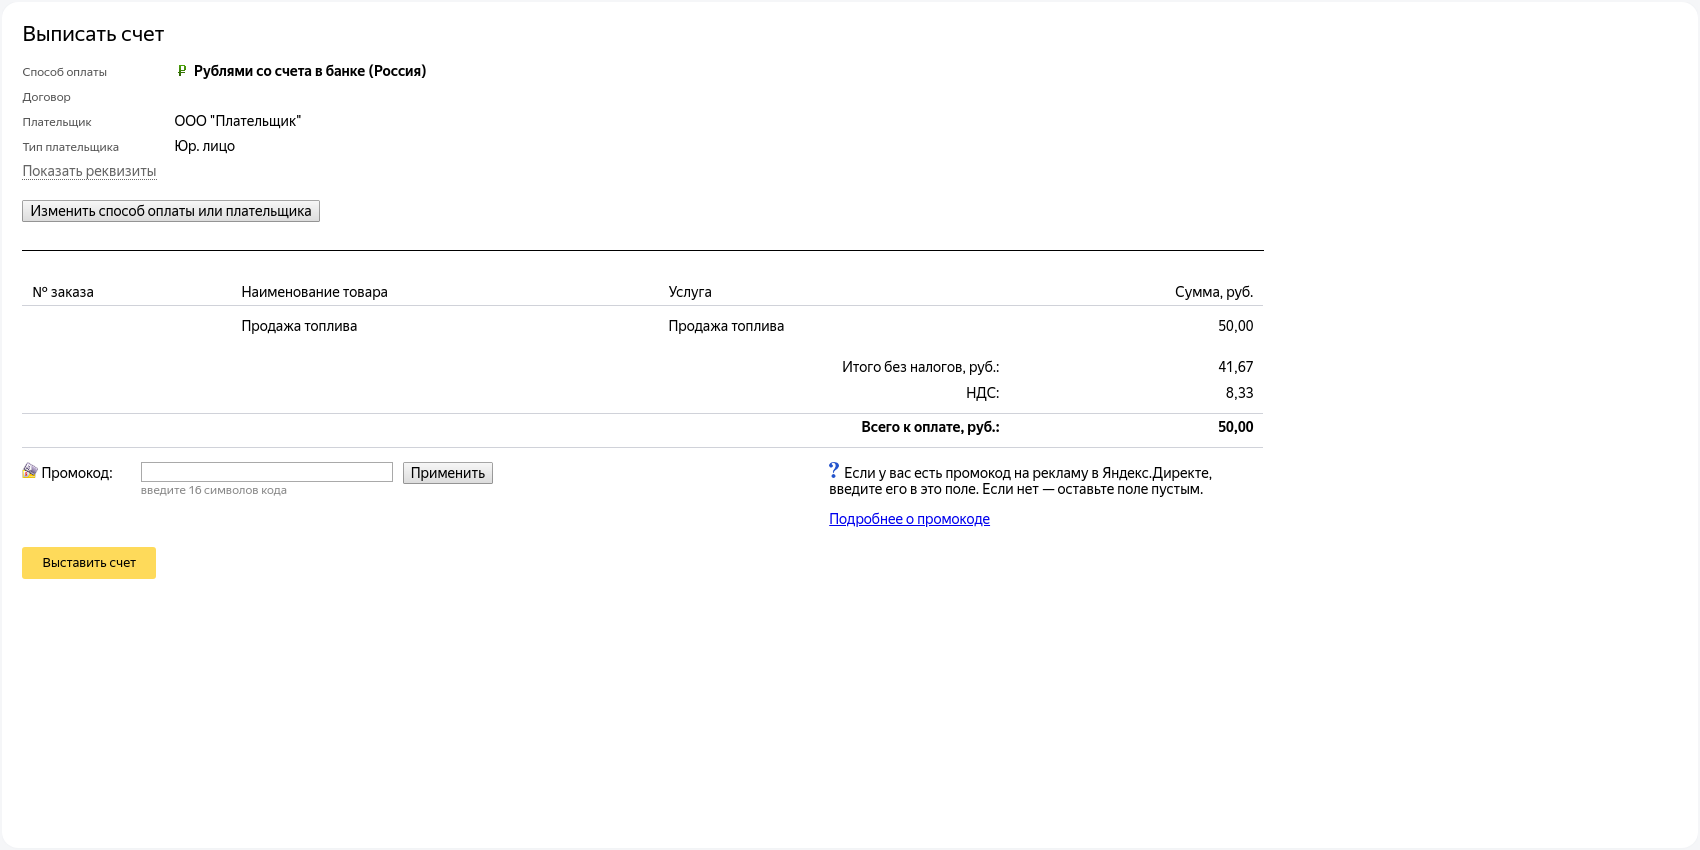 Выписать счет
Способ оплаты ₽ Рублями со счета в банке (Россия)
Договор
Плательщик ООО "Плательщик"
Тип плательщика Юр. лицо
Показать реквизиты
Изменить способ оплаты или плательщика
№ заказа Наименование товара Услуга Сумма, руб.
Продажа топлива Продажа топлива 50,00
Итого без налогов, руб.: 41,67
НДС: 8,33
Всего к оплате, руб.: 50,00
Промокод: Применить
введите 16 символов кода
? Если у вас есть промокод на рекламу в Яндекс.Директе,
введите его в это поле. Если нет — оставьте поле пустым.
Подробнее о промокоде
Выставить счет